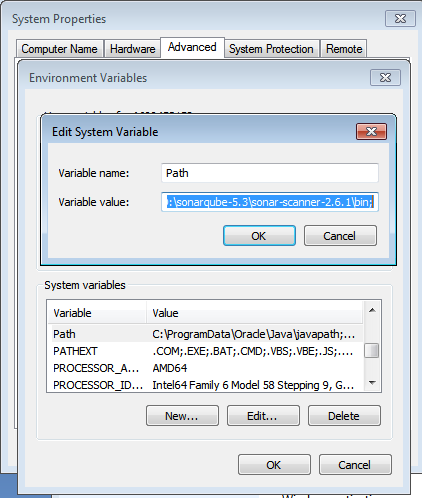 System Properties
Computer Name Hardware Advanced System Protection Remote
Environment Variables
Edit System Variable
Variable name: Path
Variable value: :\sonarqube-5.3\sonar-scanner-2.6.1\bin;
OK Cancel
System variables
Variable Value
Path C:\ProgramData\Oracle\Java\javapath;...
PATHEXT .COM;.EXE;.BAT;.CMD;.VBS;.VBE;.JS;....
PROCESSOR_A... AMD64
PROCESSOR_ID... Intel64 Family 6 Model 58 Stepping 9, G...
New... Edit... Delete
OK Cancel